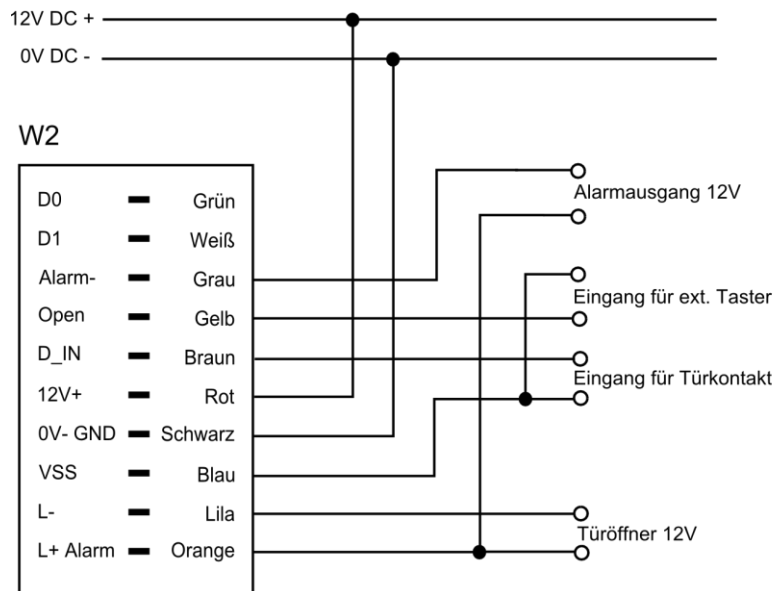 12V DC +
0V DC -
W2
D0 Grün
D1 Weiß
Alarm- Grau
Open Gelb
D_IN Braun
12V+ Rot
0V- GND Schwarz
VSS Blau
L- Lila
L+ Alarm Orange
Alarmausgang 12V
Eingang für ext. Taster
Eingang für Türkontakt
Türöffner 12V